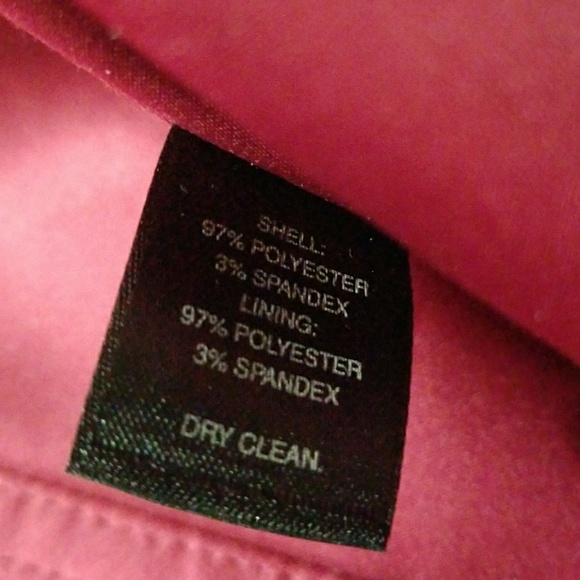 SHELL:
97% POLYESTER
3% SPANDEX
LINING:
97% POLYESTER
3% SPANDEX
DRY CLEAN.